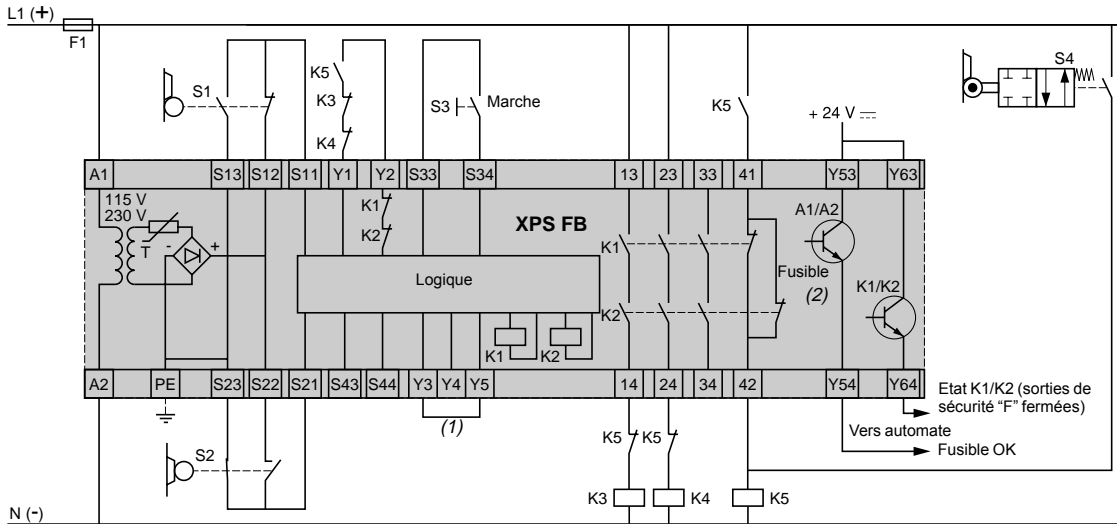 L1 (+)
F1
S1
K5
K3
K4
S3
Marche
K5
S4
+ 24 V
A1
S13
S12
S11
Y1
Y2
S33
S34
13
23
33
41
Y53
Y63
115 V
230 V
T
-
+
K1
K2
XPS FB
Logique
K1
K2
K1
K2
Fusible
(2)
A1/A2
K1/K2
A2
PE
S23
S22
S21
S43
S44
Y3
Y4
Y5
14
24
34
42
Y54
Y64
(1)
S2
K5
K5
K3
K4
K5
Etat K1/K2 (sorties de
sécurité “F” fermées)
Vers automate
Fusible OK
N (-)